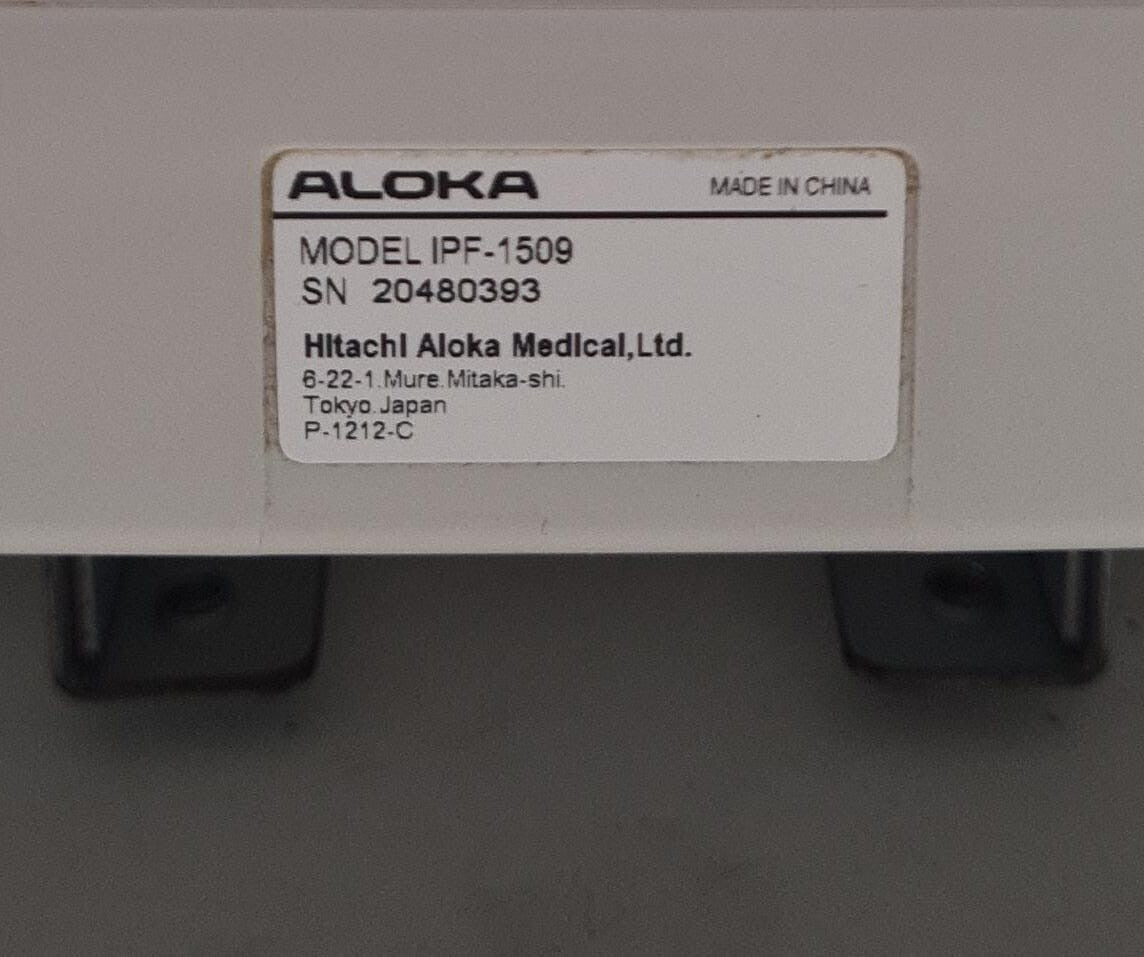 ALOKA MADE IN CHINA
MODEL IPF-1509
SN 20480393
Hitachi Aloka Medical,Ltd.
6-22-1.Mure.Mitaka-shi.
Tokyo.Japan
P-1212-C